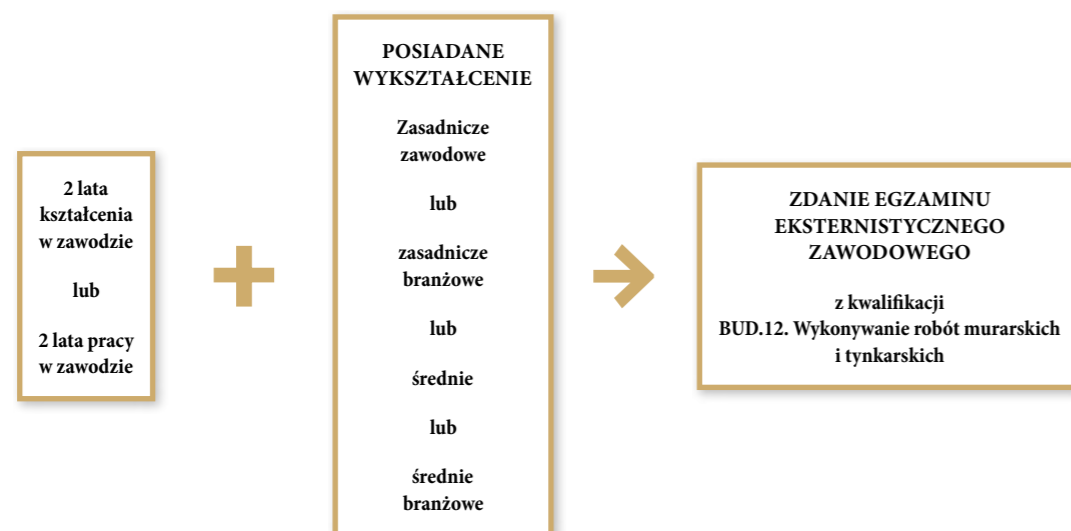 2 lata
kształcenia
w zawodzie
lub
2 lata pracy
w zawodzie
POSIADANE
WYKSZTAŁCENIE
Zasadnicze
zawodowe
lub
zasadnicze
branżowe
lub
średnie
lub
średnie
branżowe
ZDANIE EGZAMINU
EKSTERNISTYCZNEGO
ZAWODOWEGO
z kwalifikacji
BUD.12. Wykonywanie robót murarskich
i tynkarskich